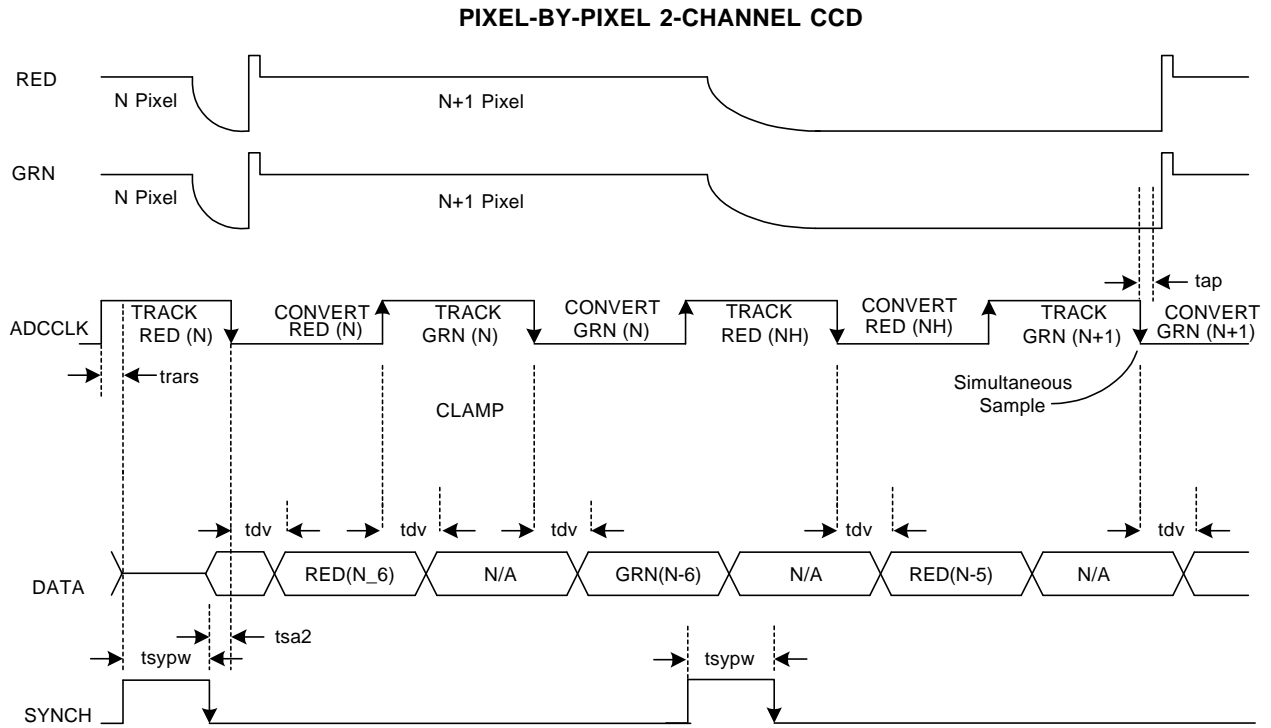 PIXEL-BY-PIXEL 2-CHANNEL CCD
RED
N Pixel
N+1 Pixel
GRN
N Pixel
N+1 Pixel
tap
ADCCLK
TRACK
RED (N)
CONVERT
RED (N)
TRACK
GRN (N)
CONVERT
GRN (N)
TRACK
RED (NH)
CONVERT
RED (NH)
TRACK
GRN (N+1)
CONVERT
GRN (N+1)
trars
CLAMP
Simultaneous
Sample
tdv
tdv
tdv
tdv
tdv
DATA
RED(N_6)
N/A
GRN(N-6)
N/A
RED(N-5)
N/A
tsa2
tsypw
tsypw
SYNCH